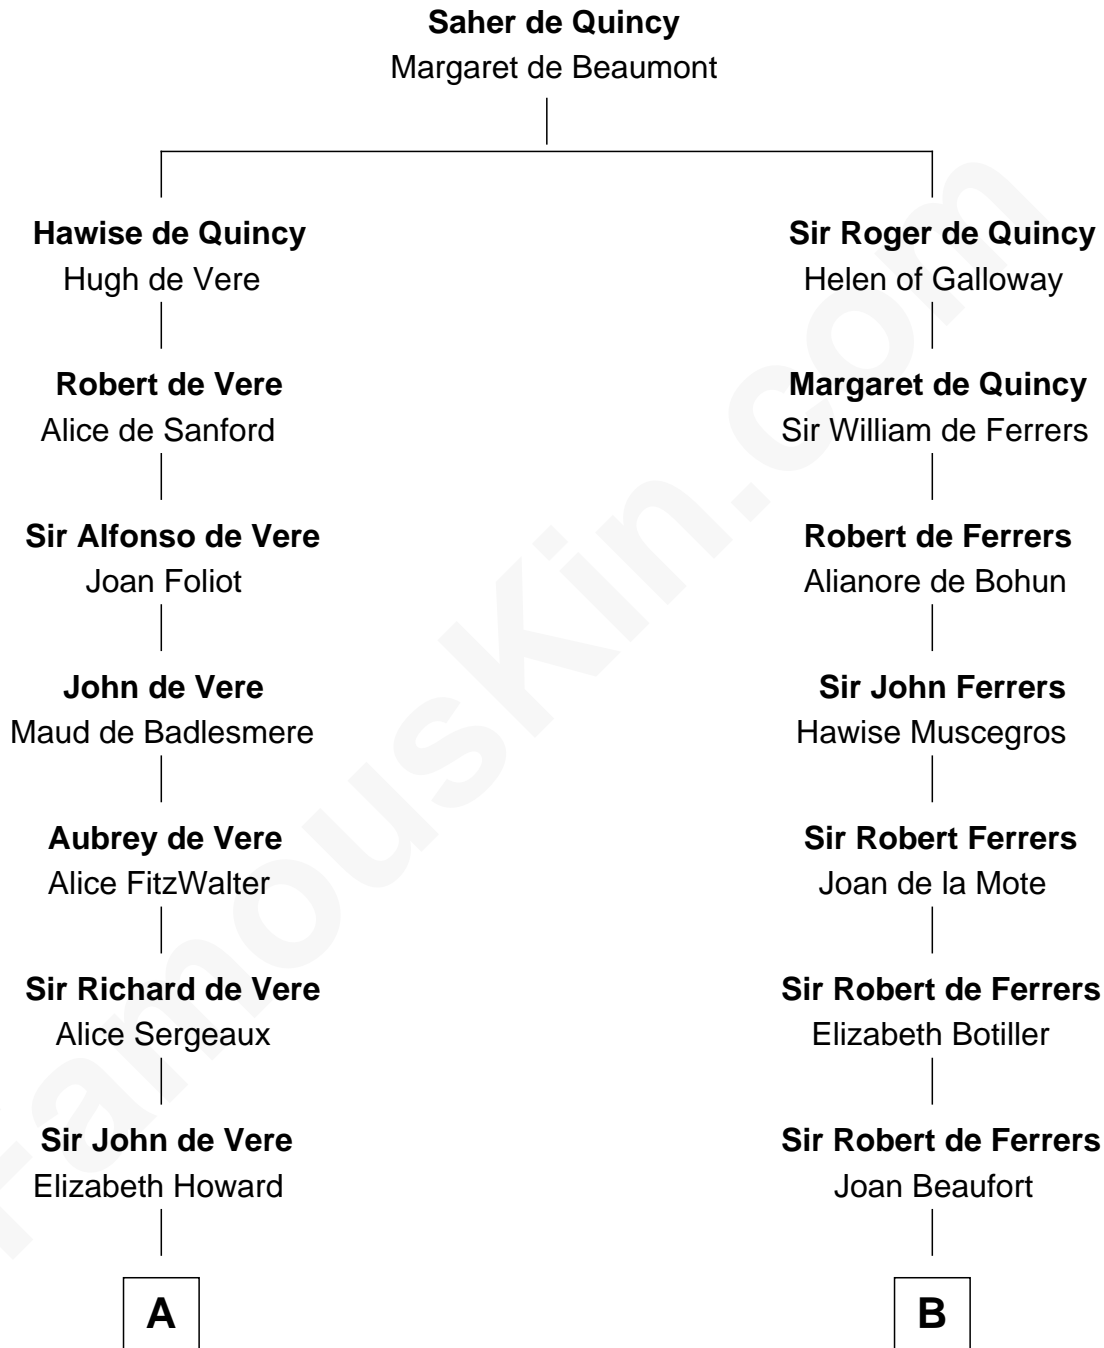 Saher de Quincy
Margaret de Beaumont
Hawise de Quincy
Hugh de Vere
Sir Roger de Quincy
Helen of Galloway
Robert de Vere
Alice de Sanford
Margaret de Quincy
Sir William de Ferrers
Sir Alfonso de Vere
Joan Foliot
Robert de Ferrers
Alianore de Bohun
John de Vere
Maud de Badlesmere
Sir John Ferrers
Hawise Muscegros
Aubrey de Vere
Alice FitzWalter
Sir Robert Ferrers
Joan de la Mote
Sir Richard de Vere
Alice Sergeaux
Sir Robert de Ferrers
Elizabeth Botiller
Sir John de Vere
Elizabeth Howard
Sir Robert de Ferrers
Joan Beaufort
A
B
FamousKin.com